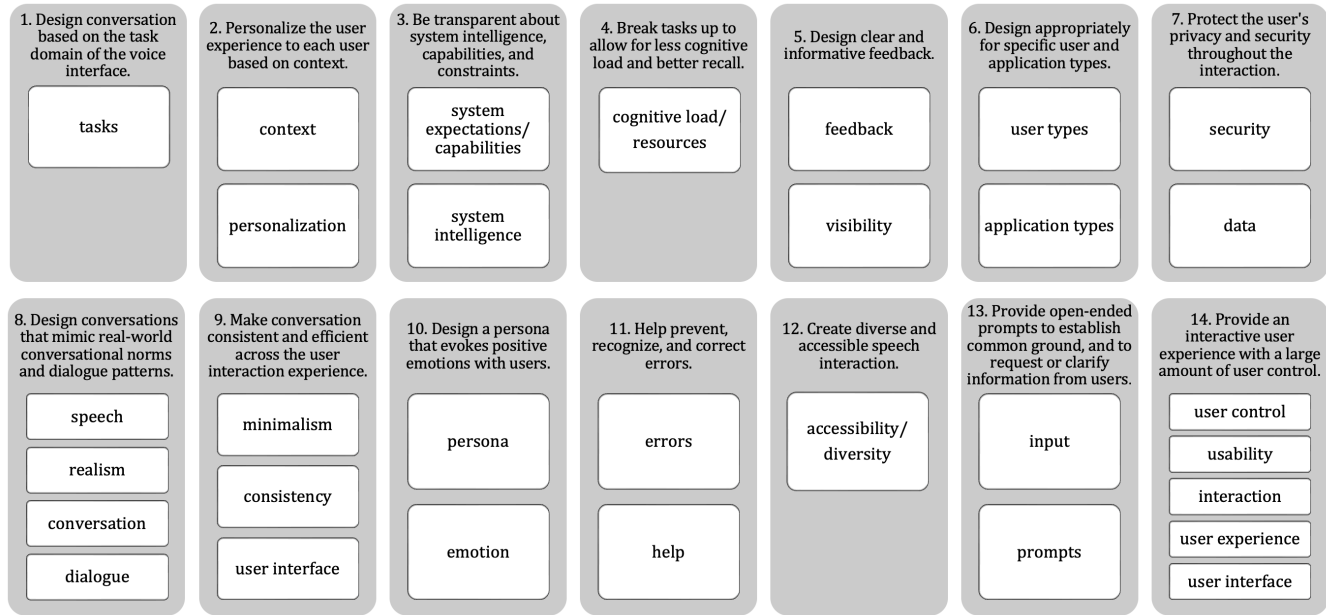 1. Design conversation
based on the task
domain of the voice
interface.
tasks
2. Personalize the user
experience to each user
based on context.
context
personalization
3. Be transparent about
system intelligence,
capabilities, and
constraints.
system
expectations/
capabilities
system
intelligence
4. Break tasks up to
allow for less cognitive
load and better recall.
cognitive load/
resources
5. Design clear and
informative feedback.
feedback
visibility
6. Design appropriately
for specific user and
application types.
user types
application types
7. Protect the user's
privacy and security
throughout the
interaction.
security
data
8. Design conversations
that mimic real-world
conversational norms
and dialogue patterns.
speech
realism
conversation
dialogue
9. Make conversation
consistent and efficient
across the user
interaction experience.
minimalism
consistency
user interface
10. Design a persona
that evokes positive
emotions with users.
persona
emotion
11. Help prevent,
recognize, and correct
errors.
errors
help
12. Create diverse and
accessible speech
interaction.
accessibility/
diversity
13. Provide open-ended
prompts to establish
common ground, and to
request or clarify
information from users.
input
prompts
14. Provide an
interactive user
experience with a large
amount of user control.
user control
usability
interaction
user experience
user interface